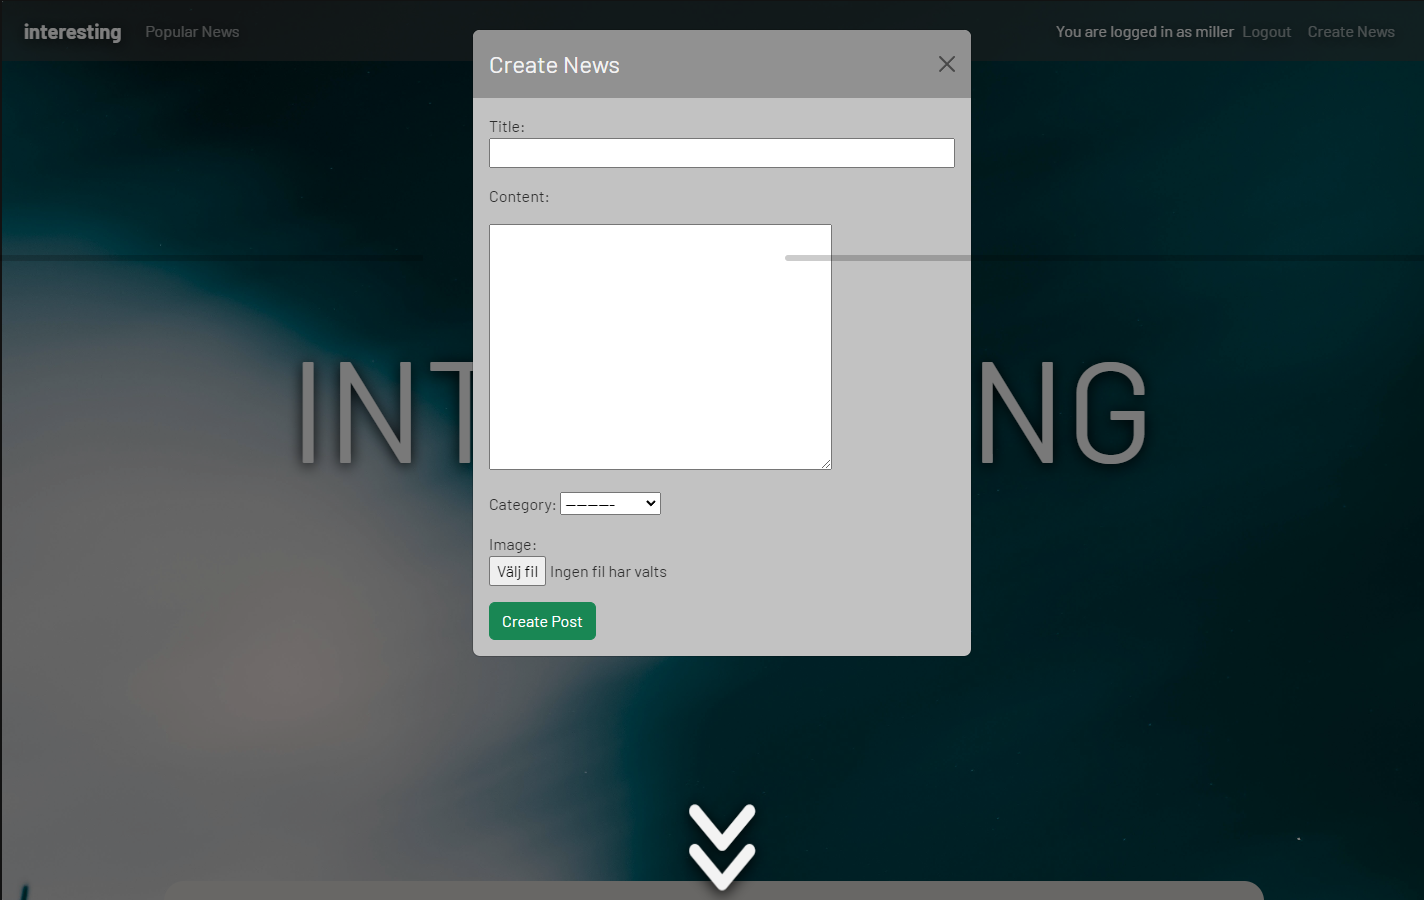 interesting Popular News You are logged in as miller Logout Create News
Create News
Title:
Content:
INT NG
Category: ---------
Image:
Välj fil Ingen fil har valts
Create Post